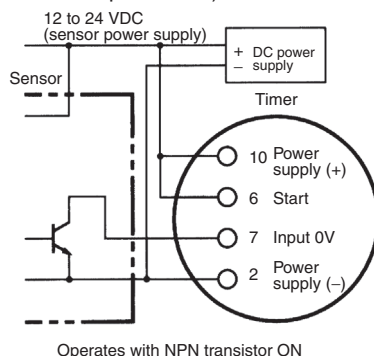 12 to 24 VDC
(sensor power supply)
+ DC power
− supply
Sensor
Timer
10 Power
supply (+)
6 Start
7 Input 0V
2 Power
supply (−)
Operates with NPN transistor ON